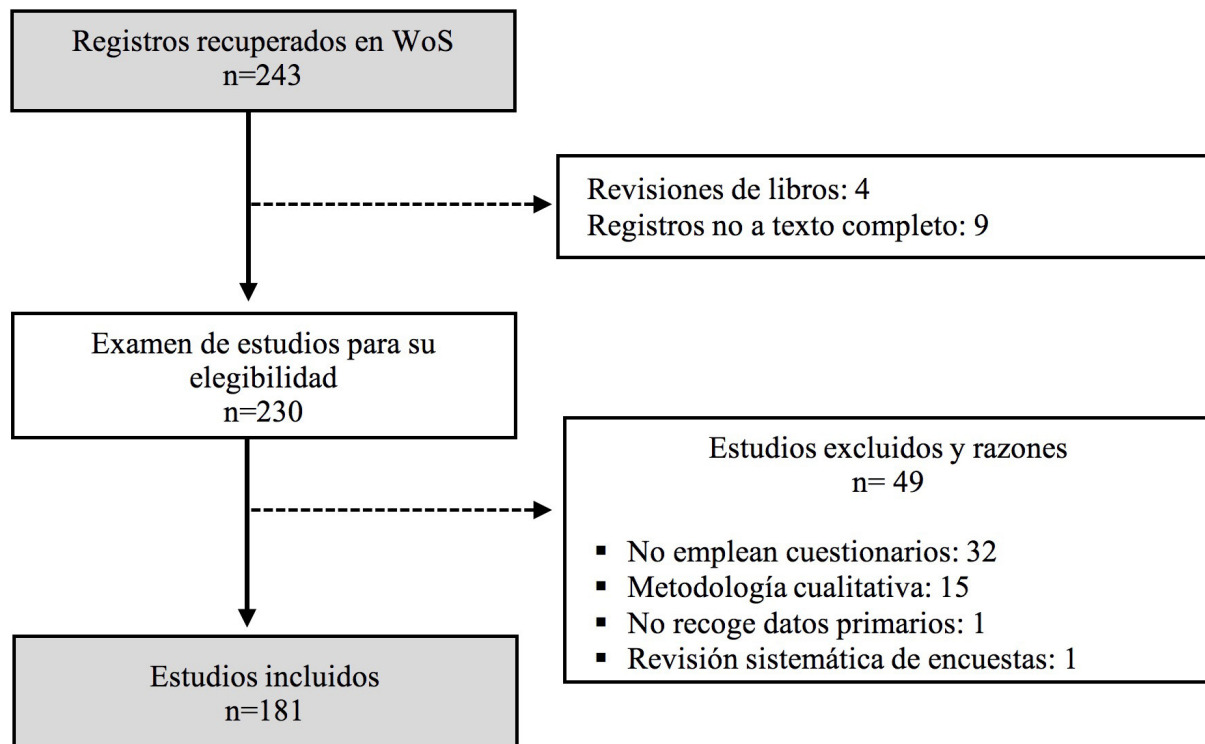 Registros recuperados en WoS
n=243
Revisiones de libros: 4
Registros no a texto completo: 9
Examen de estudios para su
elegibilidad
n=230
Estudios excluidos y razones
n= 49
▪ No emplean cuestionarios: 32
▪ Metodología cualitativa: 15
▪ No recoge datos primarios: 1
▪ Revisión sistemática de encuestas: 1
Estudios incluidos
n=181